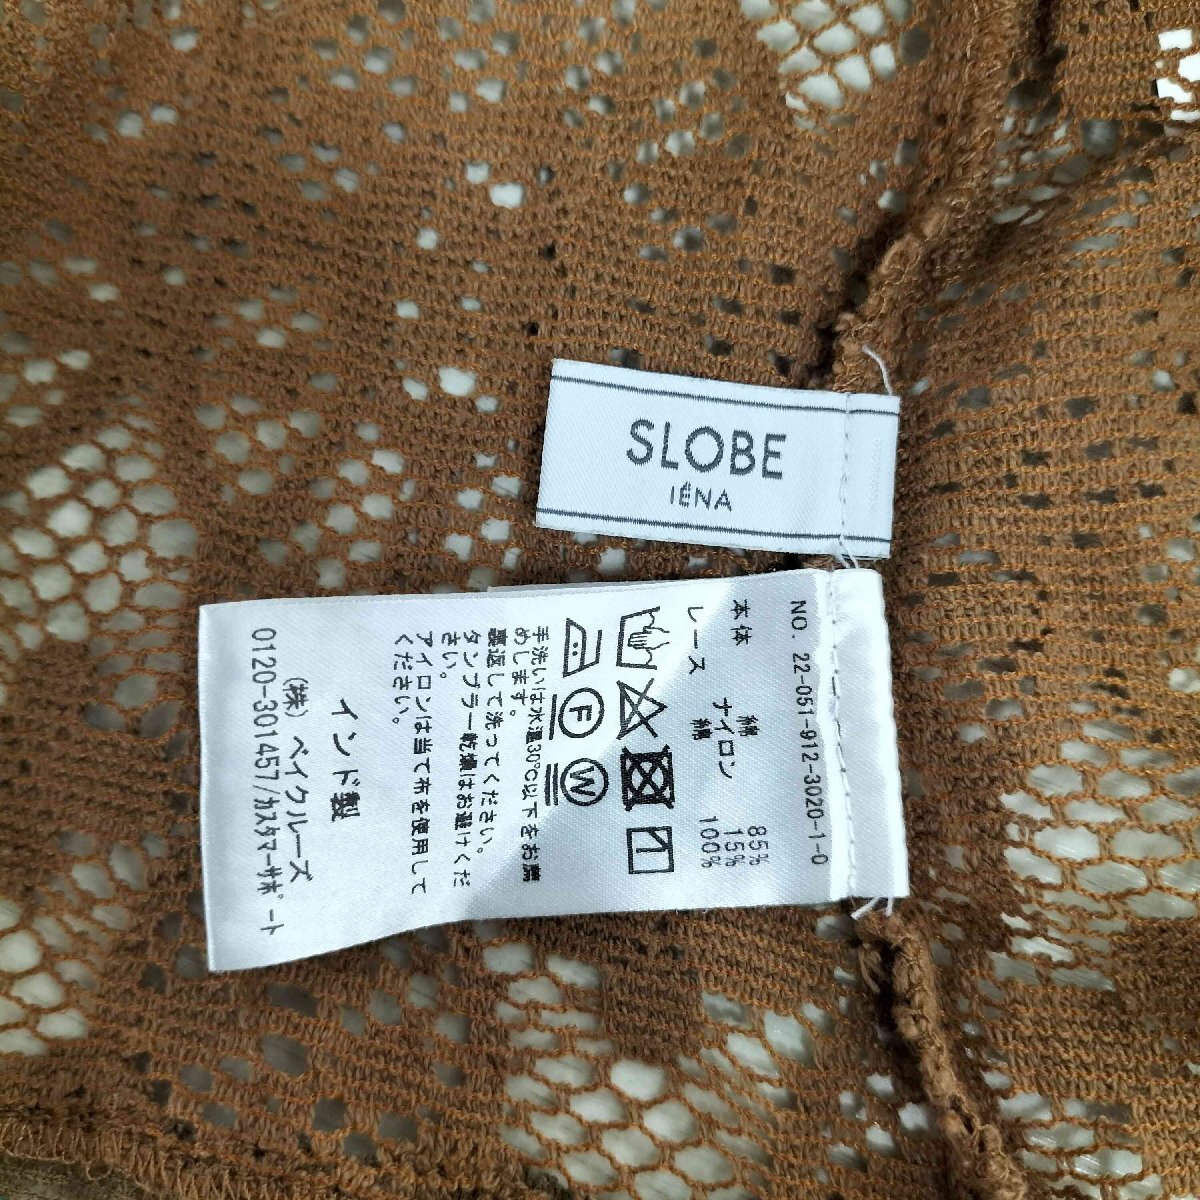 SLOBE
IÉNA
NO. 22-051-912-3020-1-0
本体 綿 85%
ナイロン 15%
レース 綿 100%
手洗いは水温30℃以下をお薦
めします。
裏返して洗ってください。
タンブラー乾燥はお避けくだ
さい。
アイロンは当て布を使用して
ください。
インド製
(株) ベイクルーズ
0120-301457/カスタマーサポート